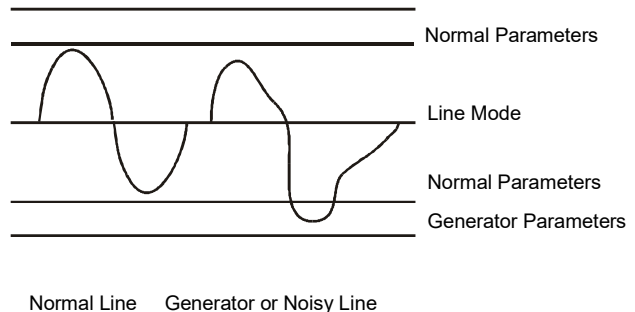 Normal Parameters
Line Mode
Normal Parameters
Generator Parameters
Normal Line Generator or Noisy Line